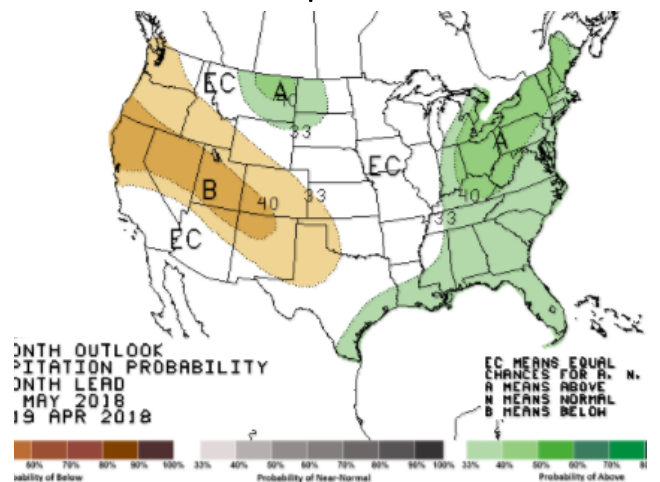 EC
A
40
33
EC
A
B
40
33
40
33
EC
ONTH OUTLOOK
PITATION PROBABILITY
ONTH LEAD
MAY 2018
19 APR 2018
EC MEANS EQUAL
CHANCES FOR A. N.
A MEANS ABOVE
N MEANS NORMAL
B MEANS BELOW
60% 70% 80% 90% 100% 33% 40% 50% 60% 70% 80% 90% 100% 33% 40% 50% 60% 70%
ability of Below Probability of Near-Normal Probability of Above